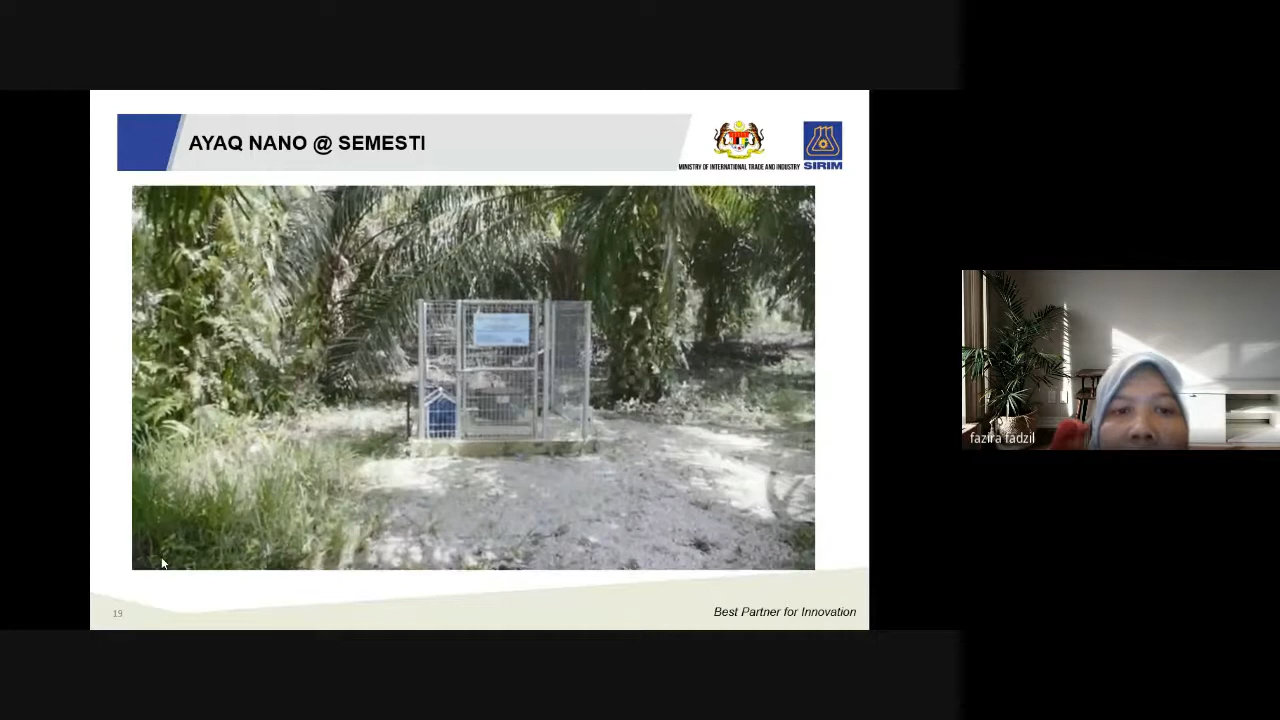 AYAQ NANO @ SEMESTI
MINISTRY OF INTERNATIONAL TRADE AND INDUSTRY
SIRIM
fazira fadzil
19
Best Partner for Innovation